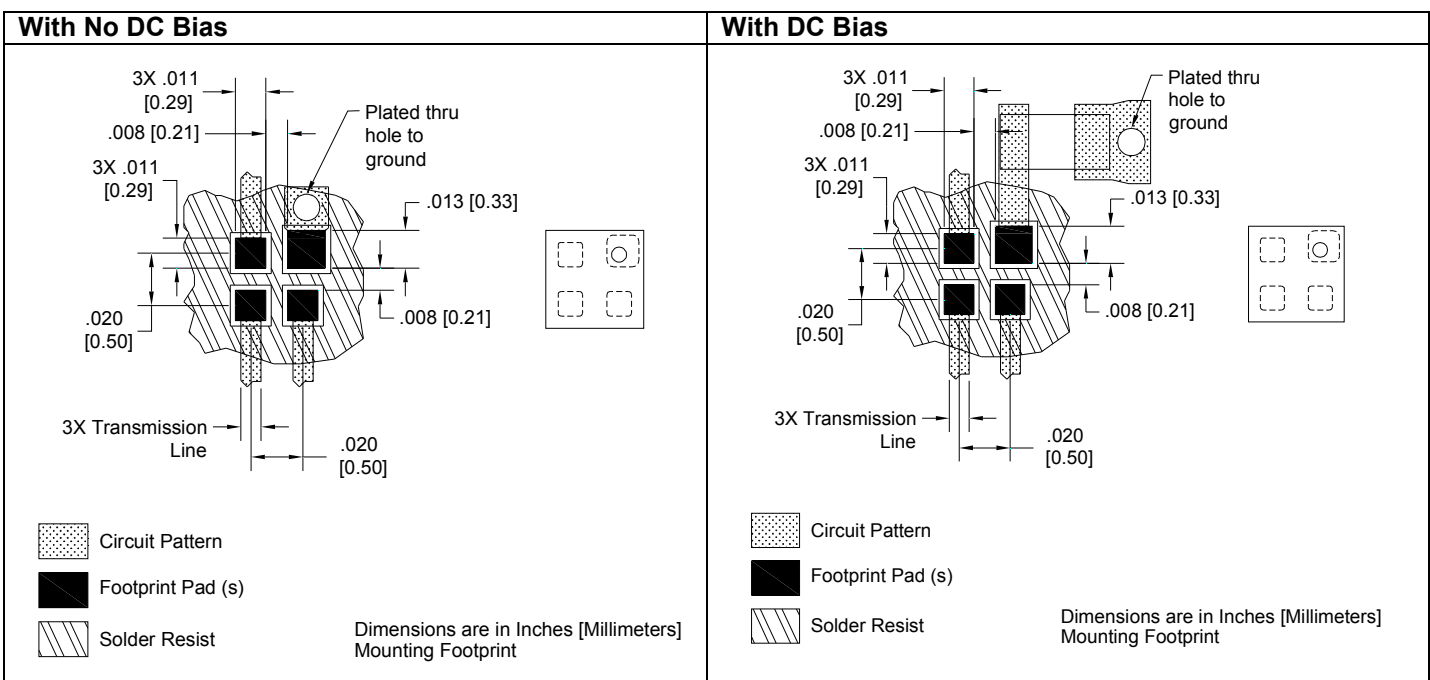 With No DC Bias
3X .011
[0.29]
.008 [0.21]
Plated thru
hole to
ground
3X .011
[0.29]
.013 [0.33]
.020
[0.50]
.008 [0.21]
3X Transmission
Line
.020
[0.50]
Circuit Pattern
Footprint Pad (s)
Solder Resist
Dimensions are in Inches [Millimeters]
Mounting Footprint
With DC Bias
3X .011
[0.29]
.008 [0.21]
Plated thru
hole to
ground
3X .011
[0.29]
.013 [0.33]
.020
[0.50]
.008 [0.21]
3X Transmission
Line
.020
[0.50]
Circuit Pattern
Footprint Pad (s)
Solder Resist
Dimensions are in Inches [Millimeters]
Mounting Footprint